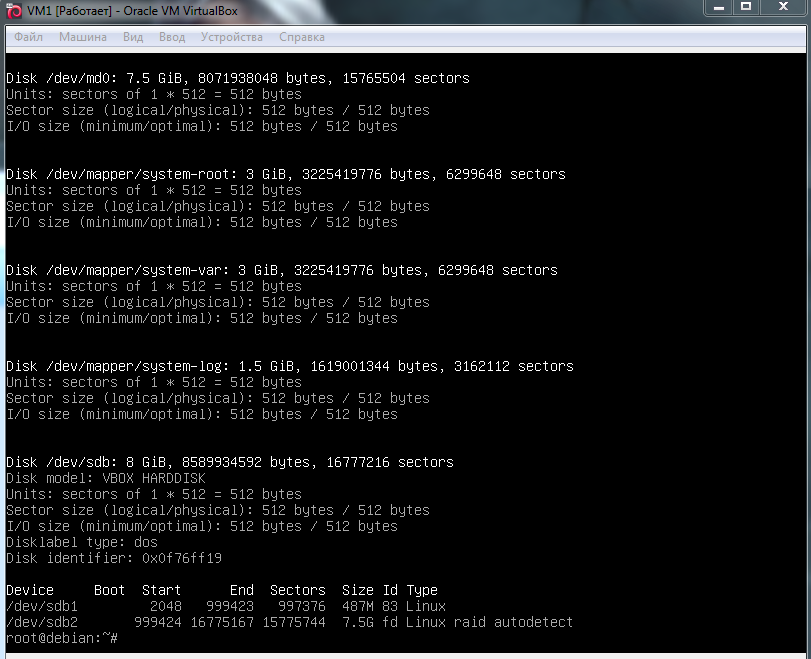 VM1 [Работает] - Oracle VM VirtualBox
Файл Машина Вид Ввод Устройства Справка
Disk /dev/md0: 7.5 GiB, 8071938048 bytes, 15765504 sectors
Units: sectors of 1 * 512 = 512 bytes
Sector size (logical/physical): 512 bytes / 512 bytes
I/O size (minimum/optimal): 512 bytes / 512 bytes
Disk /dev/mapper/system-root: 3 GiB, 3225419776 bytes, 6299648 sectors
Units: sectors of 1 * 512 = 512 bytes
Sector size (logical/physical): 512 bytes / 512 bytes
I/O size (minimum/optimal): 512 bytes / 512 bytes
Disk /dev/mapper/system-var: 3 GiB, 3225419776 bytes, 6299648 sectors
Units: sectors of 1 * 512 = 512 bytes
Sector size (logical/physical): 512 bytes / 512 bytes
I/O size (minimum/optimal): 512 bytes / 512 bytes
Disk /dev/mapper/system-log: 1.5 GiB, 1619001344 bytes, 3162112 sectors
Units: sectors of 1 * 512 = 512 bytes
Sector size (logical/physical): 512 bytes / 512 bytes
I/O size (minimum/optimal): 512 bytes / 512 bytes
Disk /dev/sdb: 8 GiB, 8589934592 bytes, 16777216 sectors
Disk model: VBOX HARDDISK
Units: sectors of 1 * 512 = 512 bytes
Sector size (logical/physical): 512 bytes / 512 bytes
I/O size (minimum/optimal): 512 bytes / 512 bytes
Disklabel type: dos
Disk identifier: 0x0f76ff19
Device Boot Start End Sectors Size Id Type
/dev/sdb1 2048 999423 997376 487M 83 Linux
/dev/sdb2 999424 16775167 15775744 7.5G fd Linux raid autodetect
root@debian:~#